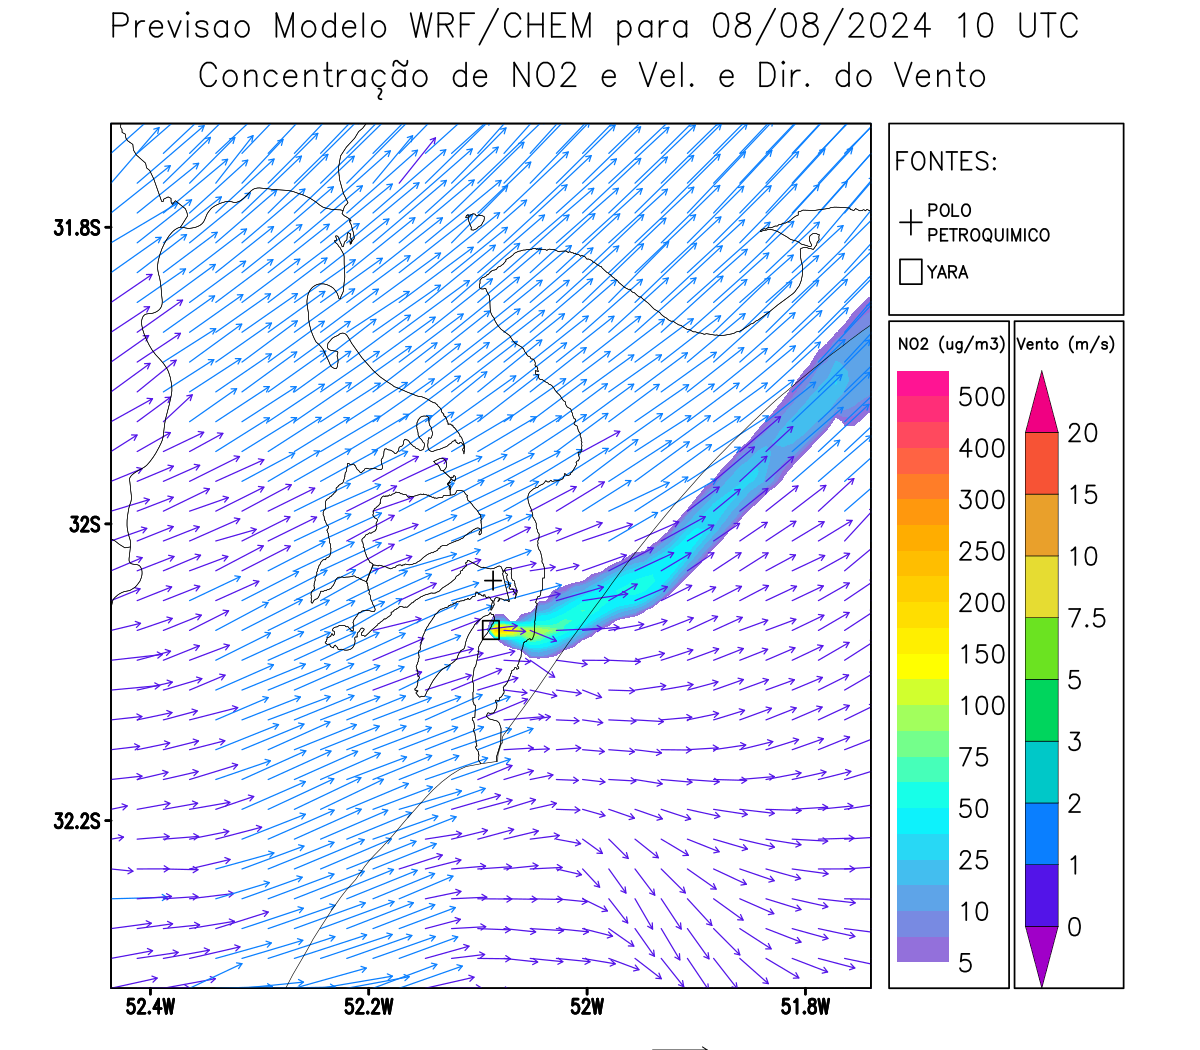 Previsao Modelo WRF/CHEM para 08/08/2024 10 UTC
Concentração de NO2 e Vel. e Dir. do Vento
FONTES:
POLO
PETROQUIMICO
YARA
31.8S
32S
32.2S
52.4W
52.2W
52W
51.8W
NO2 (ug/m3)
500
400
300
250
200
150
100
75
50
25
10
5
Vento (m/s)
20
15
10
7.5
5
3
2
1
0